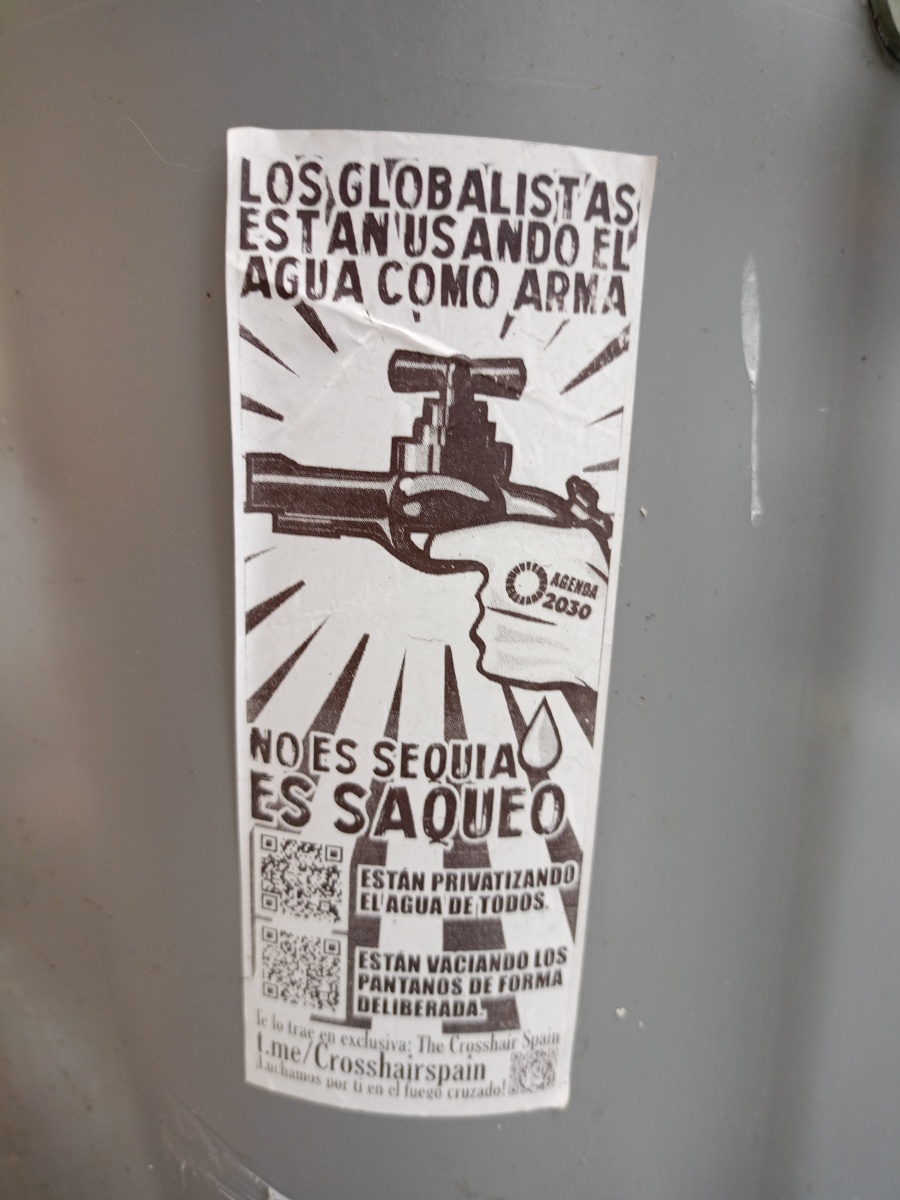 LOS GLOBALISTAS
ESTAN USANDO EL
AGUA COMO ARMA
AGENDA
2030
NO ES SEQUIA
ES SAQUEO
ESTÁN PRIVATIZANDO
EL AGUA DE TODOS.
ESTÁN VACIANDO LOS
PANTANOS DE FORMA
DELIBERADA.
Te lo trae en exclusiva: The Crosshair Spain
t.me/Crosshairspain
¡Luchamos por ti en el fuego cruzado!